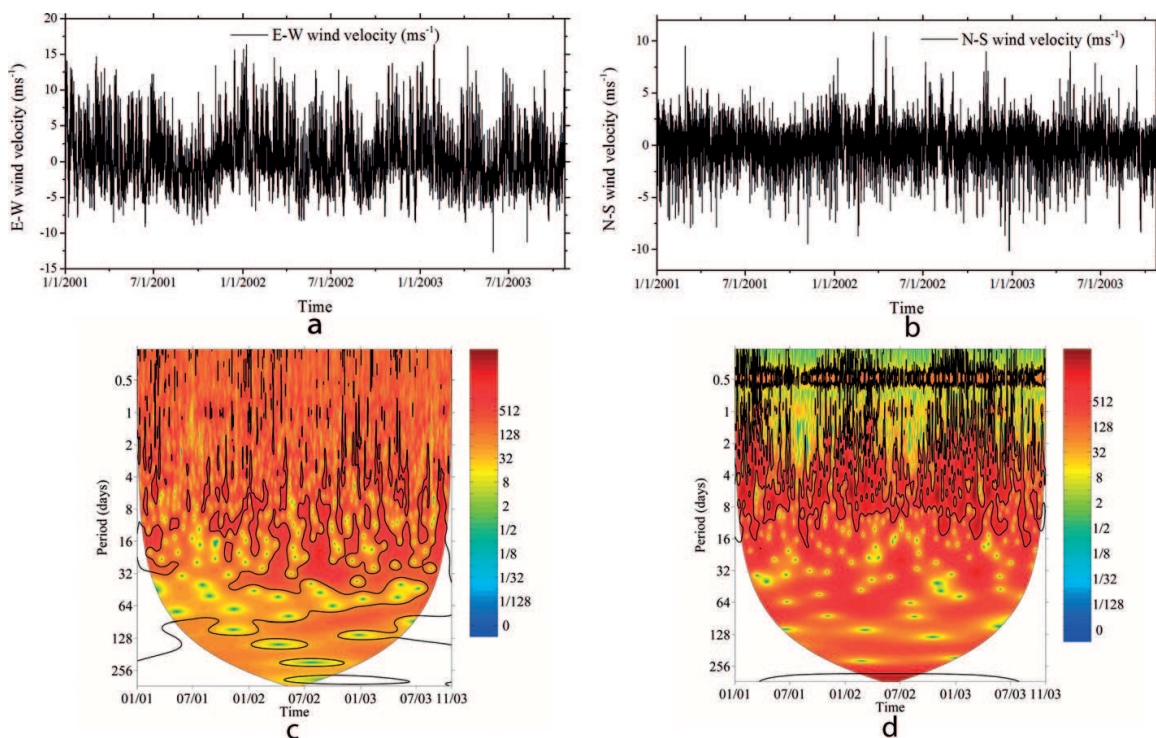 E-W wind velocity (ms⁻¹)
20
15
10
5
0
-5
-10
-15
E-W wind velocity (ms⁻¹)
1/1/2001 7/1/2001 1/1/2002 7/1/2002 1/1/2003 7/1/2003
Time
a
N-S wind velocity (ms⁻¹)
10
5
0
-5
-10
N-S wind velocity (ms⁻¹)
1/1/2001 7/1/2001 1/1/2002 7/1/2002 1/1/2003 7/1/2003
Time
b
Period (days)
0.5
1
2
4
8
16
32
64
128
256
01/01 07/01 01/02 07/02 01/03 07/03 11/03
Time
512
128
32
8
2
1/2
1/8
1/32
1/128
0
c
Period (days)
0.5
1
2
4
8
16
32
64
128
256
01/01 07/01 01/02 07/02 01/03 07/03 11/03
Time
512
128
32
8
2
1/2
1/8
1/32
1/128
0
d